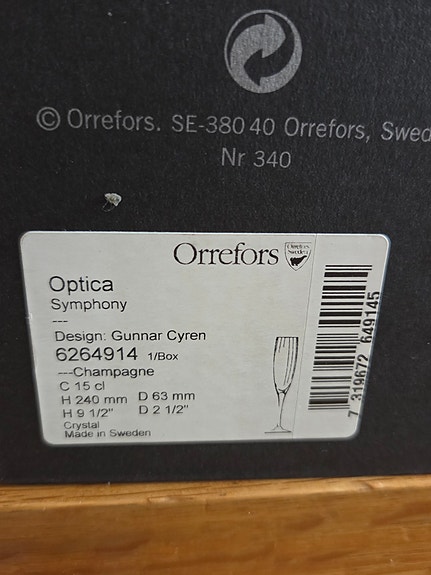 © Orrefors. SE-380 40 Orrefors, Swed
Nr 340
Orrefors
Orrefors
Sweden
Optica
Symphony
---
Design: Gunnar Cyren
6264914 1/Box
---Champagne
C 15 cl
H 240 mm D 63 mm
H 9 1/2" D 2 1/2"
Crystal
Made in Sweden
7 319672 649145